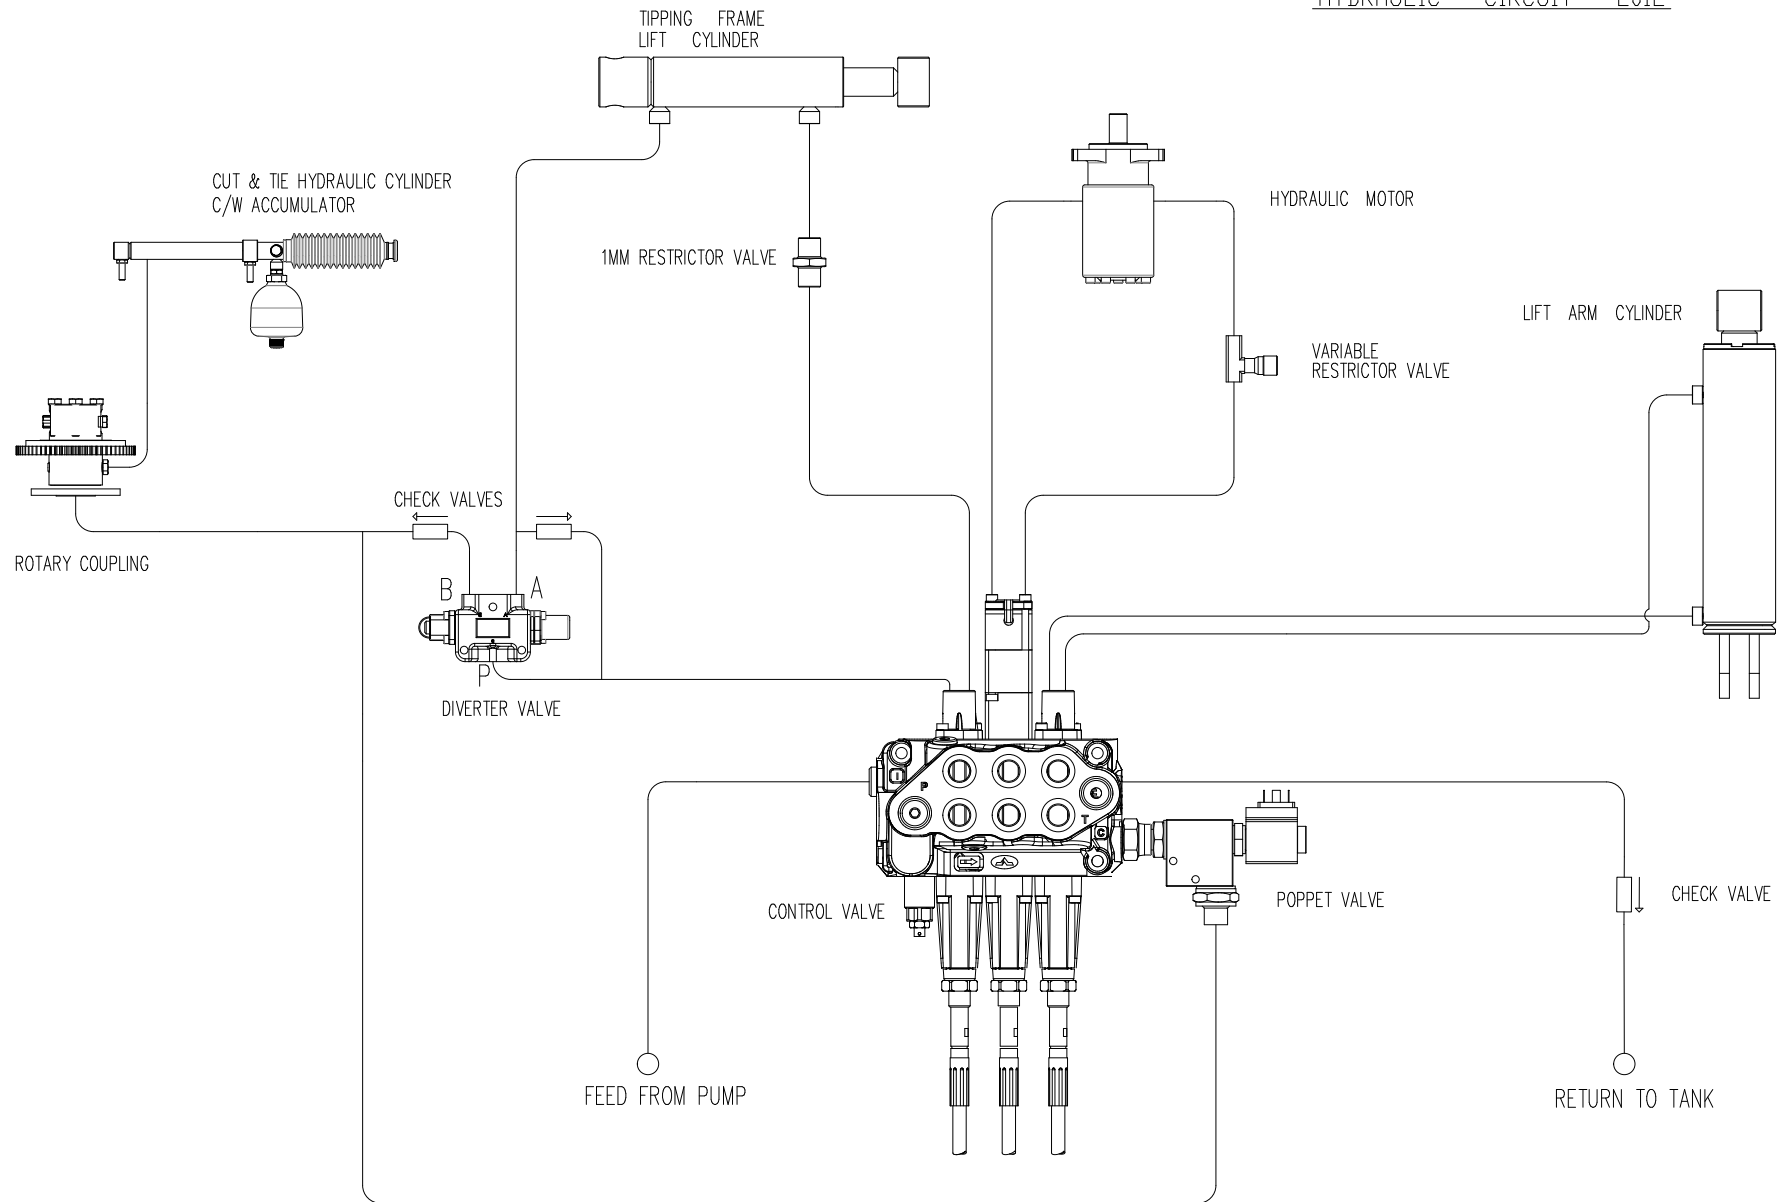 HYDRAULIC CIRCUIT
TIPPING FRAME
LIFT CYLINDER
CUT & TIE HYDRAULIC CYLINDER
C/W ACCUMULATOR
HYDRAULIC MOTOR
1MM RESTRICTOR VALVE
LIFT ARM CYLINDER
VARIABLE
RESTRICTOR VALVE
CHECK VALVES
ROTARY COUPLING
B
A
P
DIVERTER VALVE
P
T
C
POPPET VALVE
CHECK VALVE
CONTROL VALVE
FEED FROM PUMP
RETURN TO TANK